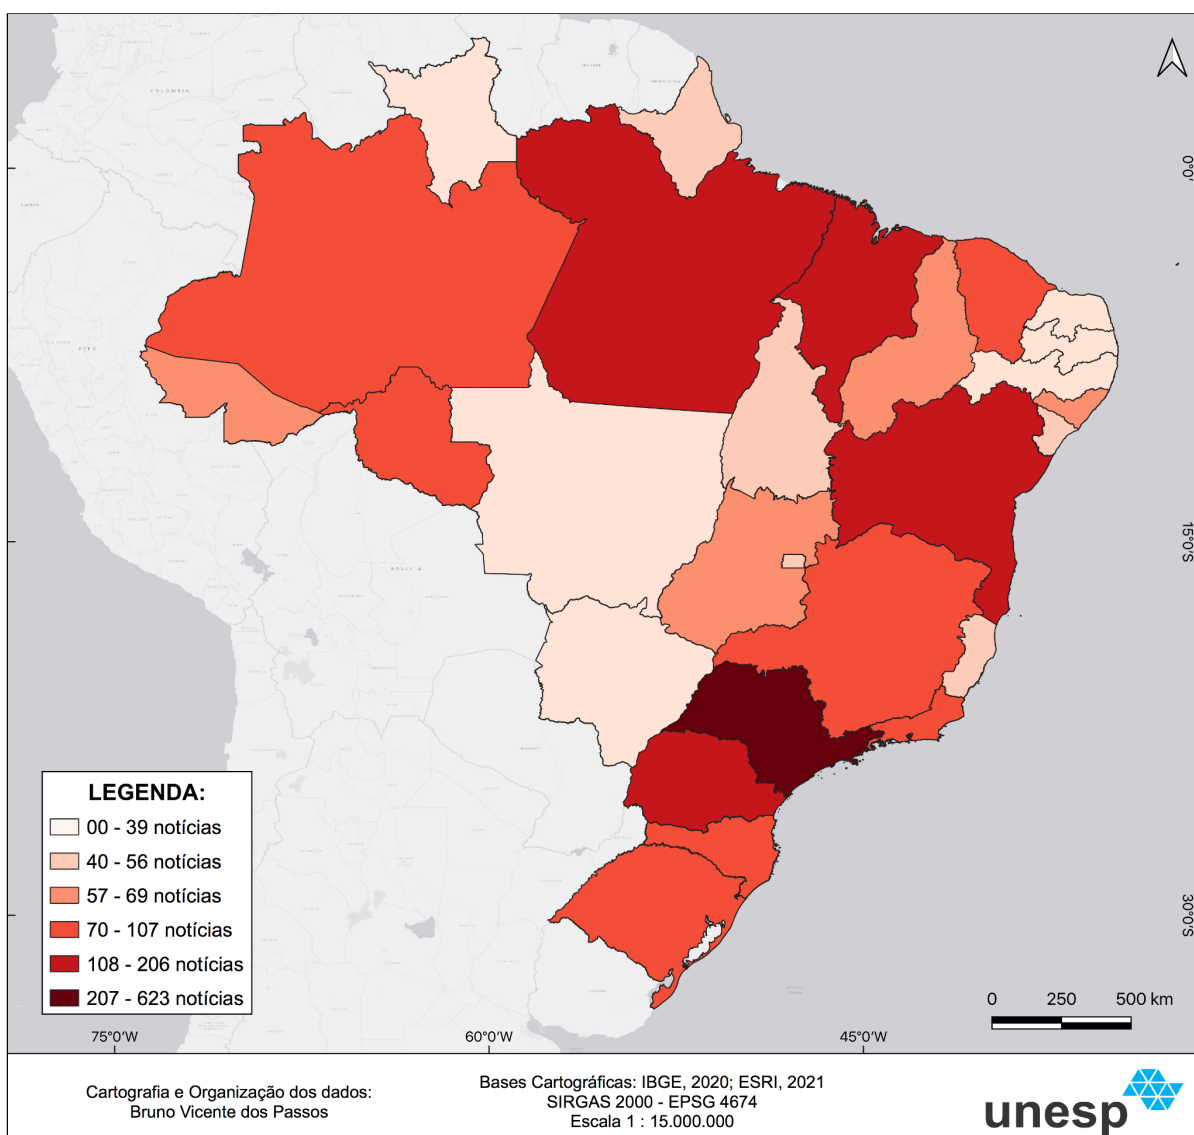 COLOMBIA
PERU
BOLIVIA
0°0'
15°0'S
30°0'S
LEGENDA:
00 - 39 notícias
40 - 56 notícias
57 - 69 notícias
70 - 107 notícias
108 - 206 notícias
207 - 623 notícias
0 250 500 km
75°0'W 60°0'W 45°0'W
Cartografia e Organização dos dados:
Bruno Vicente dos Passos
Bases Cartográficas: IBGE, 2020; ESRI, 2021
SIRGAS 2000 - EPSG 4674
Escala 1 : 15.000.000
unesp